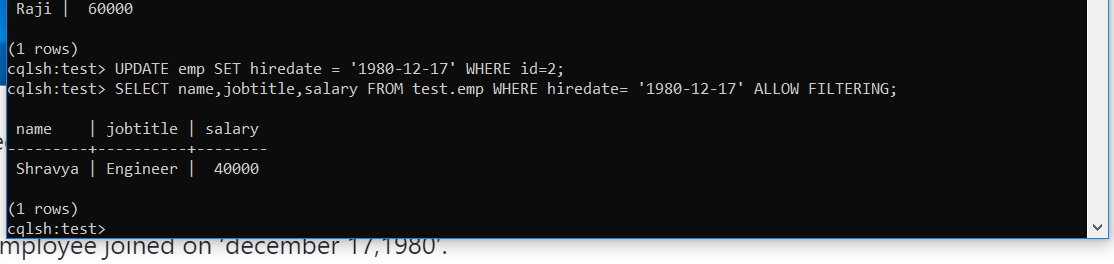 Raji |  60000
(1 rows)
cqlsh:test> UPDATE emp SET hiredate = '1980-12-17' WHERE id=2;
cqlsh:test> SELECT name,jobtitle,salary FROM test.emp WHERE hiredate= '1980-12-17' ALLOW FILTERING;
name    | jobtitle | salary
---------+----------+--------
Shravya | Engineer |  40000
(1 rows)
cqlsh:test>
mployee joined on 'december 17,1980'.